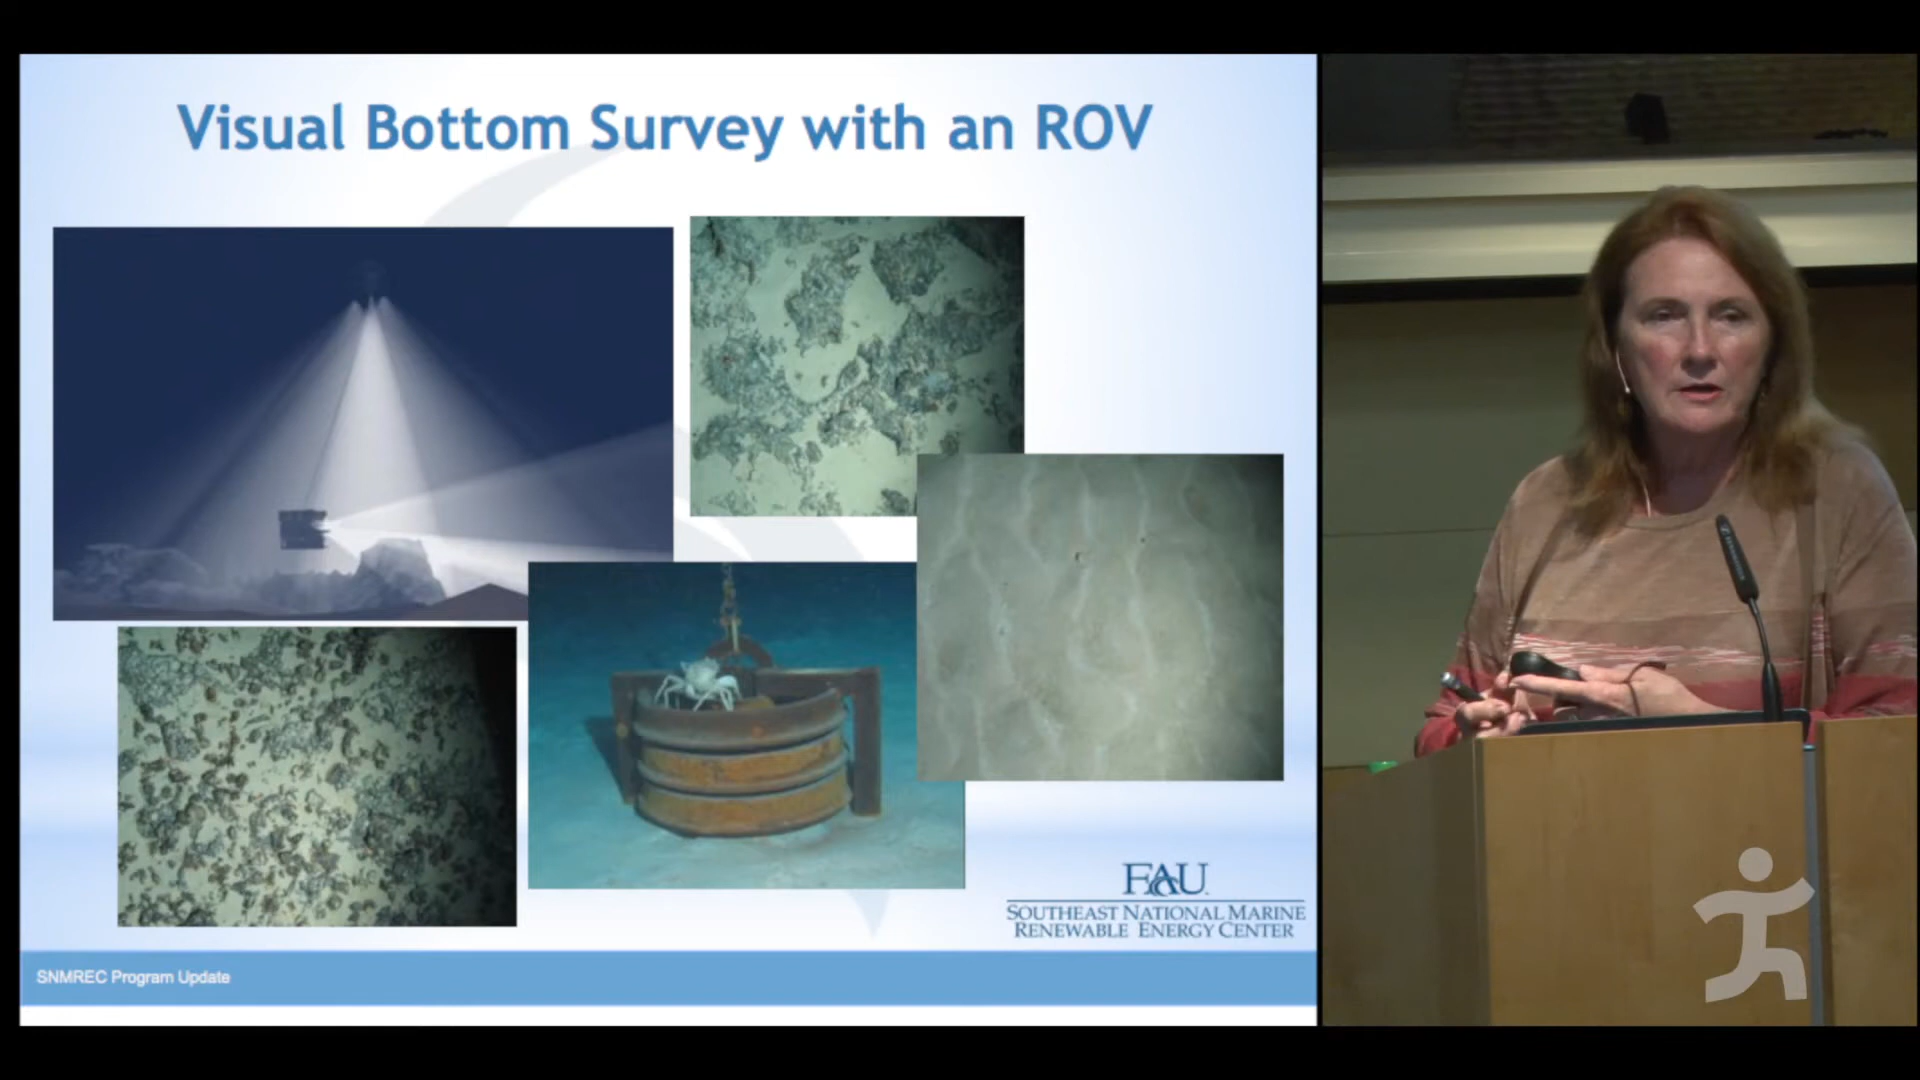 Visual Bottom Survey with an ROV
FAU
SOUTHEAST NATIONAL MARINE
RENEWABLE ENERGY CENTER
SNMREC Program Update